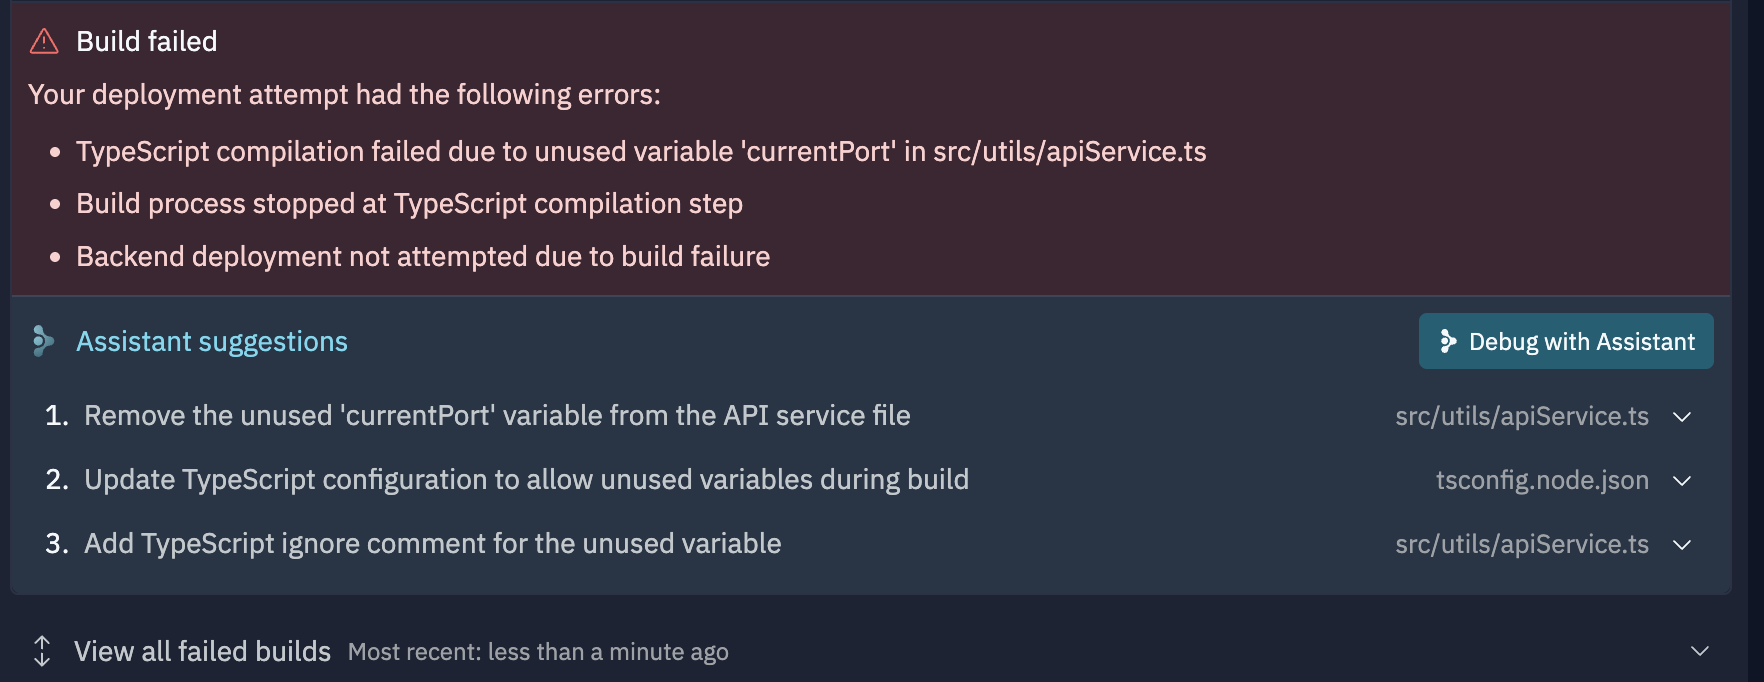 Build failed
Your deployment attempt had the following errors:
• TypeScript compilation failed due to unused variable 'currentPort' in src/utils/apiService.ts
• Build process stopped at TypeScript compilation step
• Backend deployment not attempted due to build failure
Assistant suggestions
Debug with Assistant
1. Remove the unused 'currentPort' variable from the API service file src/utils/apiService.ts
2. Update TypeScript configuration to allow unused variables during build tsconfig.node.json
3. Add TypeScript ignore comment for the unused variable src/utils/apiService.ts
View all failed builds Most recent: less than a minute ago